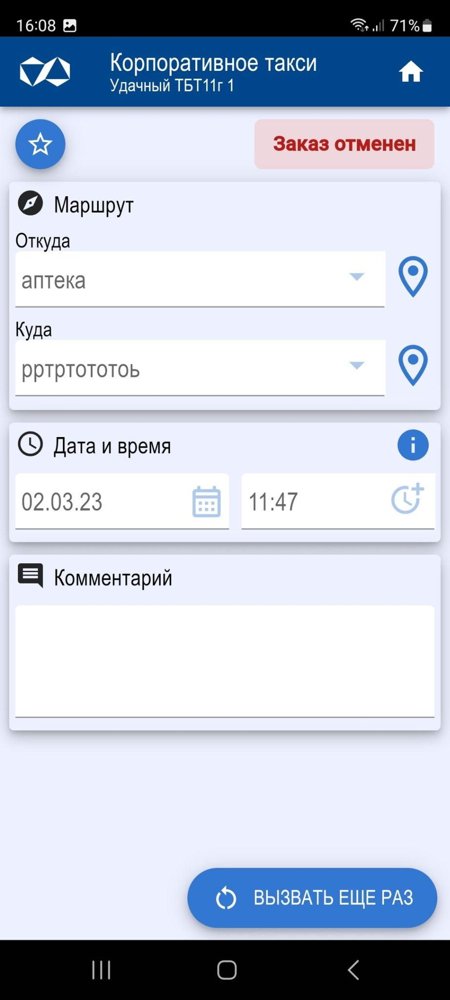 16:08
71%
Корпоративное такси
Удачный ТБТ11г 1
Заказ отменен
Маршрут
Откуда
аптека
Куда
рртртототоь
Дата и время
02.03.23
11:47
Комментарий
ВЫЗВАТЬ ЕЩЕ РАЗ